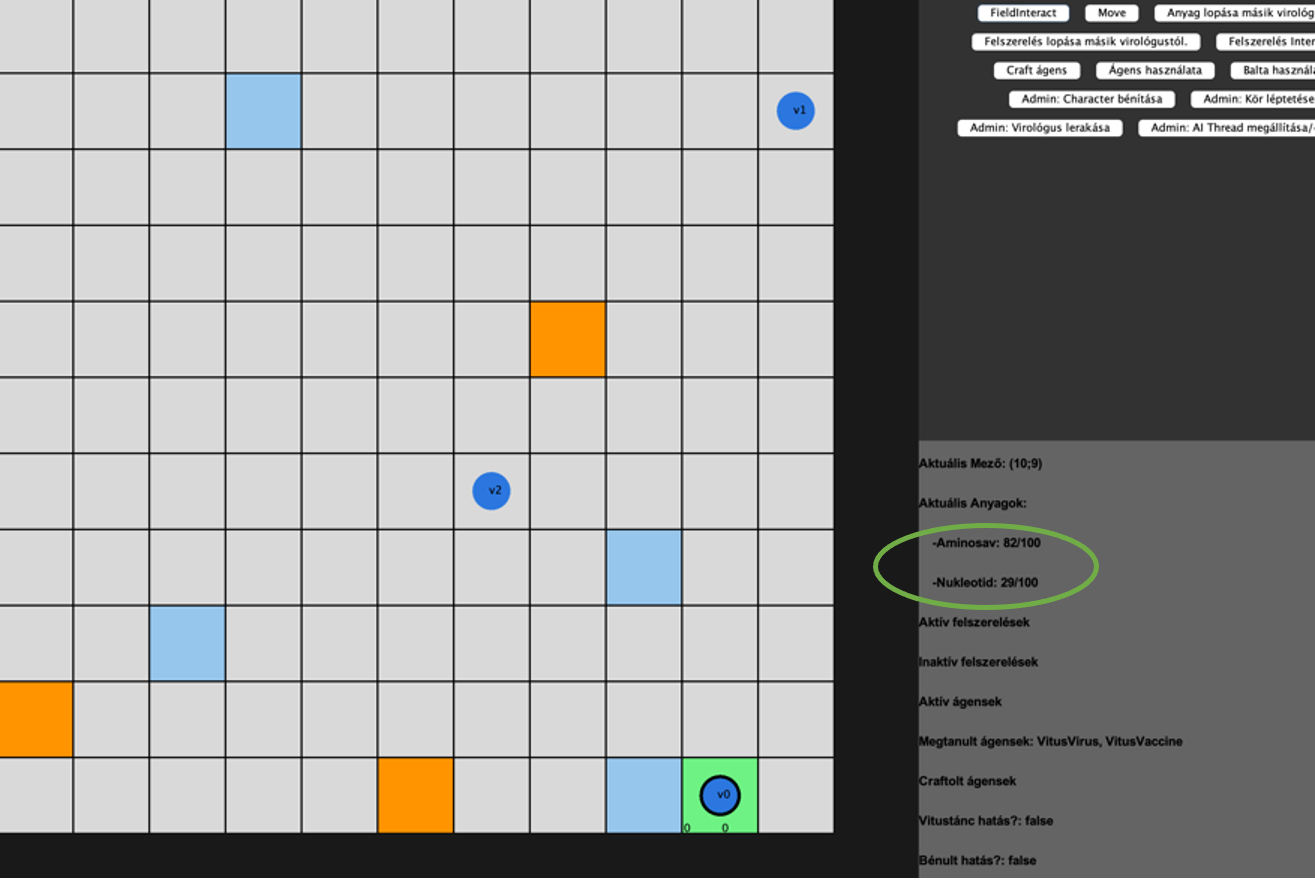 FieldInteract Move Anyag lopása másik viróló
Felszerelés lopása másik virológustól. Felszerelés Inter
Craft ágens Ágens használata Balta használa
Admin: Character bénítása Admin: Kör léptetése
Admin: Virológus lerakása Admin: AI Thread megállítása/
v1
v2
v0
0 0
Aktuális Mező: (10;9)
Aktuális Anyagok:
-Aminosav: 82/100
-Nukleotid: 29/100
Aktív felszerelések
Inaktív felszerelések
Aktív ágensek
Megtanult ágensek: VitusVirus, VitusVaccine
Craftolt ágensek
Vitustánc hatás?: false
Bénult hatás?: false